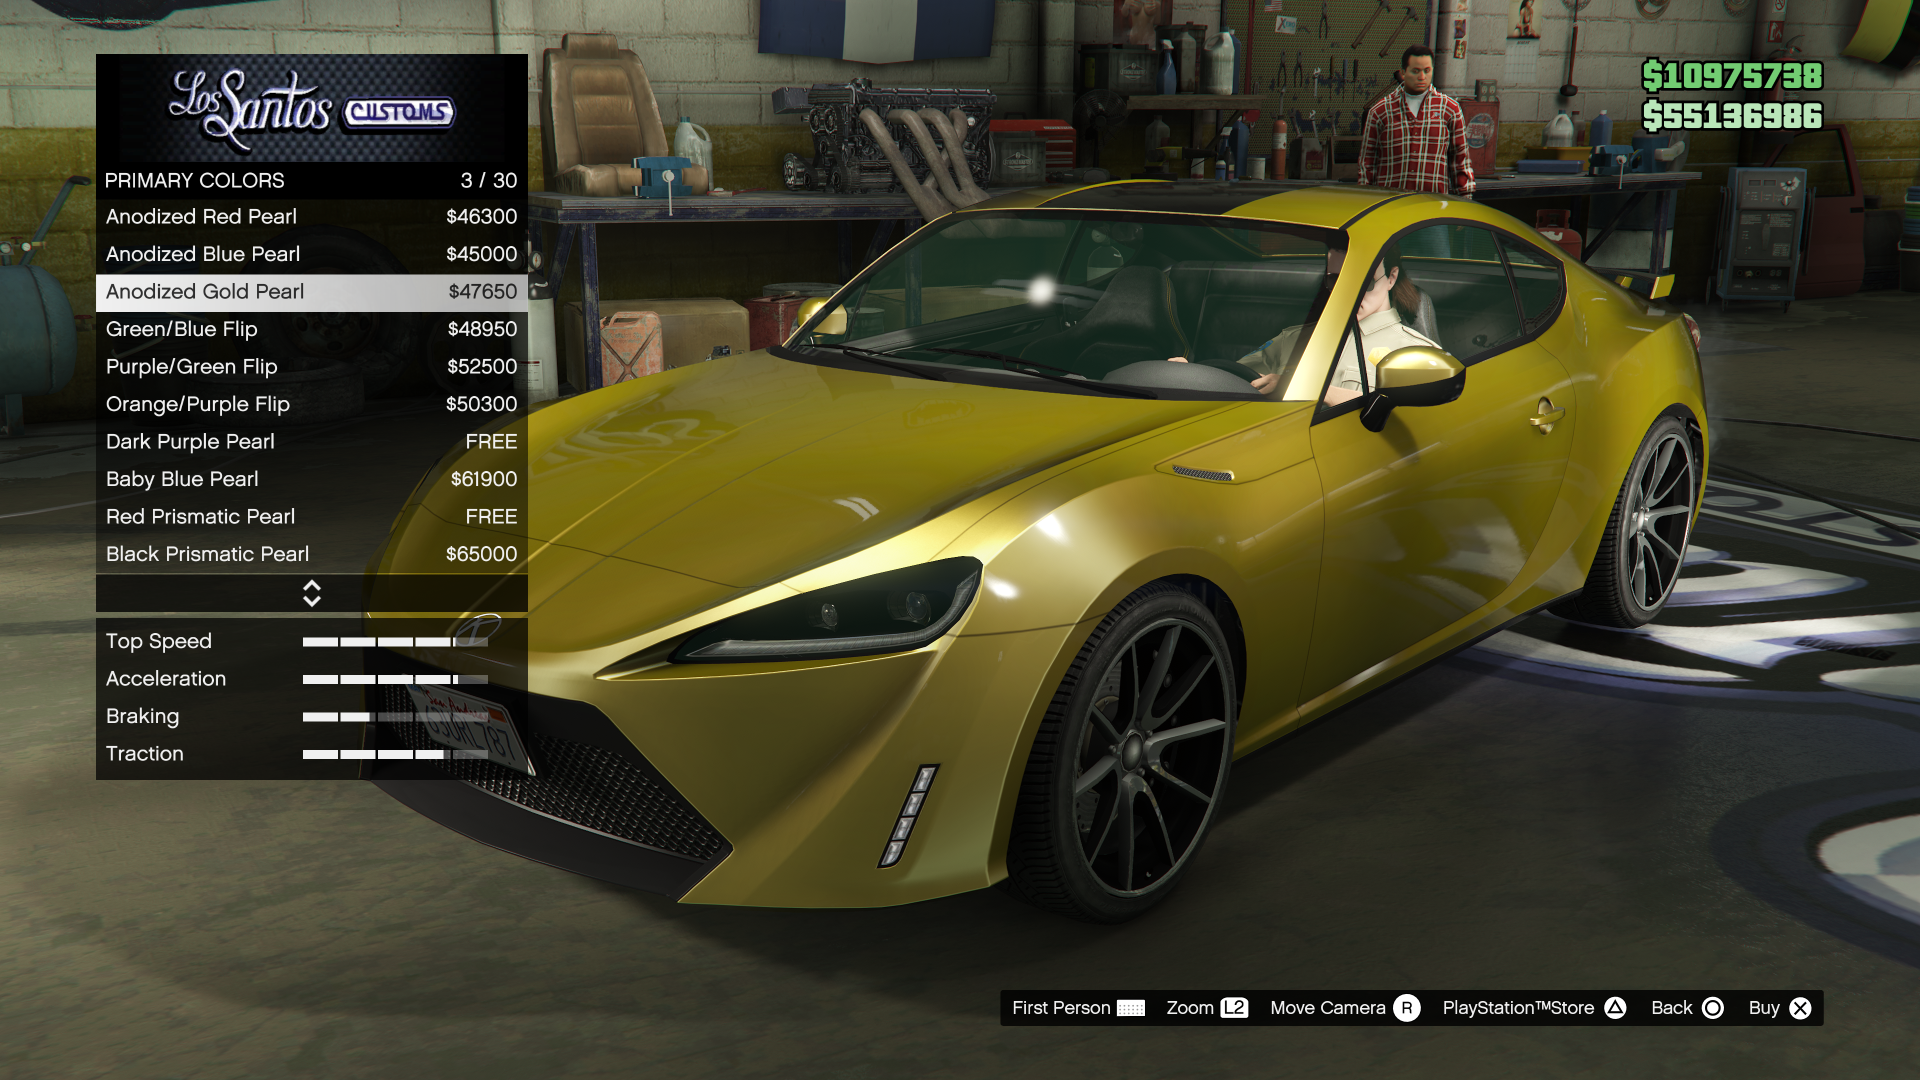 Los Santos CUSTOMS
PRIMARY COLORS 3 / 30
Anodized Red Pearl $46300
Anodized Blue Pearl $45000
Anodized Gold Pearl $47650
Green/Blue Flip $48950
Purple/Green Flip $52500
Orange/Purple Flip $50300
Dark Purple Pearl FREE
Baby Blue Pearl $61900
Red Prismatic Pearl FREE
Black Prismatic Pearl $65000
Top Speed
Acceleration
Braking
Traction
$10975738
$55136986
First Person Zoom L2 Move Camera R PlayStation™Store Back Buy